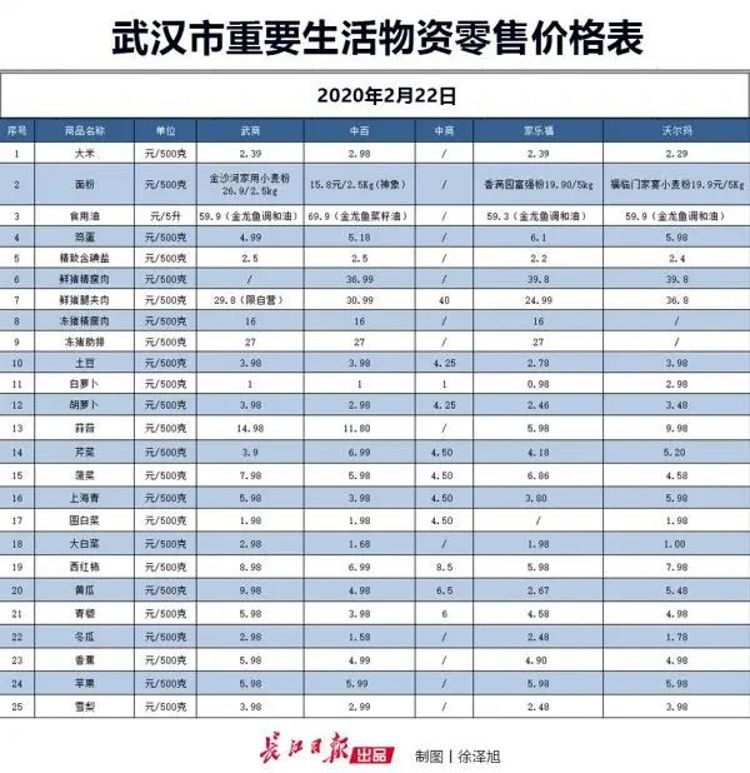 武汉市重要生活物资零售价格表
2020年2月22日
序号 商品名称 单位 武商 中百 中商 家乐福 沃尔玛
1 大米 元/500克 2.39 2.98 / 2.39 2.29
2 面粉 元/500克 金沙河家用小麦粉 26.9/2.5kg 15.8元/2.5Kg(神象) / 香满园富强粉19.90/5kg 福临门家宴小麦粉19.9元/5Kg
3 食用油 元/5升 59.9（金龙鱼调和油） 69.9（金龙鱼菜籽油） / 59.3（金龙鱼调和油） 59.9（金龙鱼调和油）
4 鸡蛋 元/500克 4.99 5.18 / 6.1 5.98
5 精致含碘盐 元/500克 2.5 2.5 / 2.2 2.4
6 鲜猪精瘦肉 元/500克 / 36.99 / 39.8 39.8
7 鲜猪腿夹肉 元/500克 29.8（限自营） 30.99 40 24.99 36.8
8 冻猪精瘦肉 元/500克 16 16 / 16 /
9 冻猪肋排 元/500克 27 27 / 27 /
10 土豆 元/500克 3.98 3.98 4.25 2.78 3.98
11 白萝卜 元/500克 1 1 1 0.98 2.98
12 胡萝卜 元/500克 3.98 2.98 4.25 2.46 3.48
13 蒜苔 元/500克 14.98 11.80 / 5.98 9.98
14 芹菜 元/500克 3.9 6.99 4.50 4.18 5.20
15 菠菜 元/500克 7.98 5.98 4.50 6.86 4.58
16 上海青 元/500克 5.98 3.98 4.50 3.80 5.98
17 圆白菜 元/500克 1.98 1.98 4.50 / 1.98
18 大白菜 元/500克 2.98 1.68 / 1.98 1.00
19 西红柿 元/500克 8.98 6.99 8.5 5.98 7.98
20 黄瓜 元/500克 9.98 4.98 6.5 2.67 5.48
21 青椒 元/500克 5.98 3.98 6 4.58 4.98
22 冬瓜 元/500克 2.98 1.58 / 2.48 1.78
23 香蕉 元/500克 5.98 4.99 / 4.90 4.98
24 苹果 元/500克 5.98 5.99 / 5.98 5.98
25 雪梨 元/500克 3.98 2.99 / 2.48 3.98
长江日报出品 制图｜徐泽旭